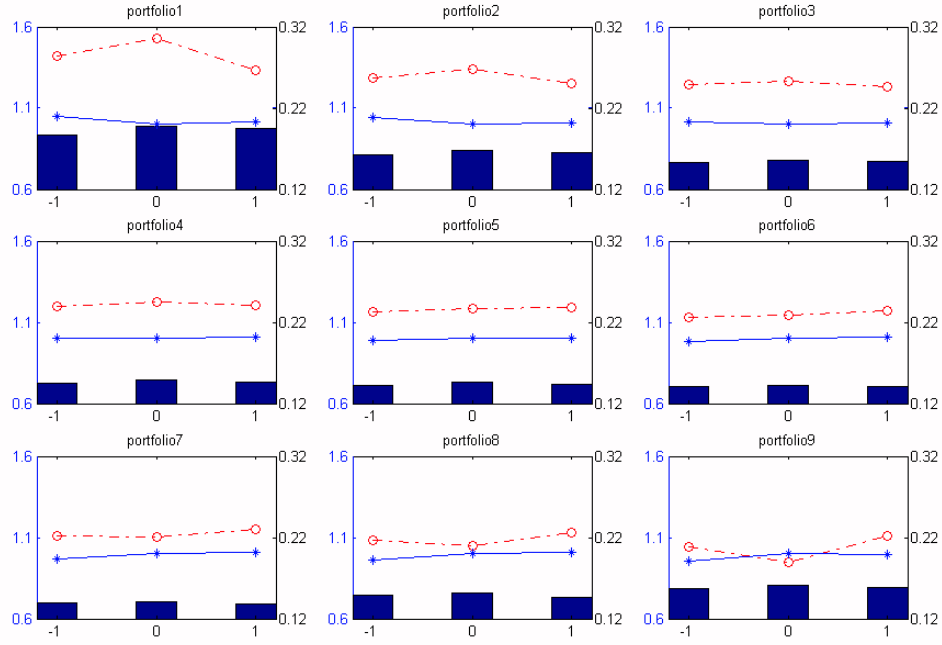 portfolio1 portfolio2 portfolio3
1.6 0.32 1.6 0.32 1.6 0.32
1.1 0.22 1.1 0.22 1.1 0.22
0.6 0.12 0.6 0.12 0.6 0.12
-1 0 1 -1 0 1 -1 0 1
portfolio4 portfolio5 portfolio6
1.6 0.32 1.6 0.32 1.6 0.32
1.1 0.22 1.1 0.22 1.1 0.22
0.6 0.12 0.6 0.12 0.6 0.12
-1 0 1 -1 0 1 -1 0 1
portfolio7 portfolio8 portfolio9
1.6 0.32 1.6 0.32 1.6 0.32
1.1 0.22 1.1 0.22 1.1 0.22
0.6 0.12 0.6 0.12 0.6 0.12
-1 0 1 -1 0 1 -1 0 1